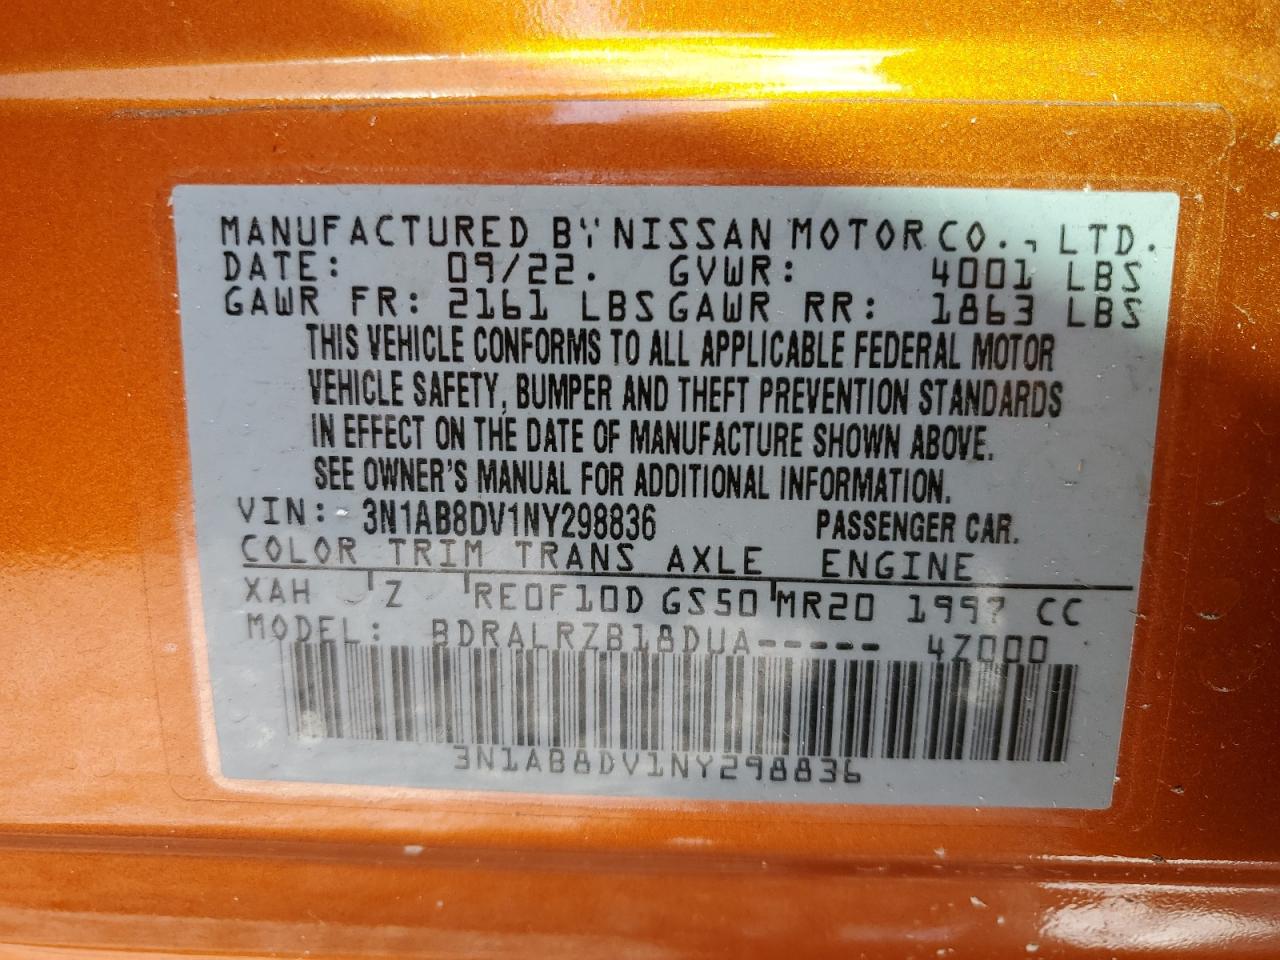 MANUFACTURED BY NISSAN MOTOR CO., LTD.
DATE: 09/22. GVWR: 4001 LBS
GAWR FR: 2161 LBS GAWR RR: 1863 LBS
THIS VEHICLE CONFORMS TO ALL APPLICABLE FEDERAL MOTOR
VEHICLE SAFETY, BUMPER AND THEFT PREVENTION STANDARDS
IN EFFECT ON THE DATE OF MANUFACTURE SHOWN ABOVE.
SEE OWNER'S MANUAL FOR ADDITIONAL INFORMATION.
VIN: 3N1AB8DV1NY298836 PASSENGER CAR.
COLOR TRIM TRANS AXLE ENGINE
XAH Z RE0F10D GS50 MR20 1997 CC
MODEL: BDRALRZB18DUA----- 4Z000
3N1AB8DV1NY298836